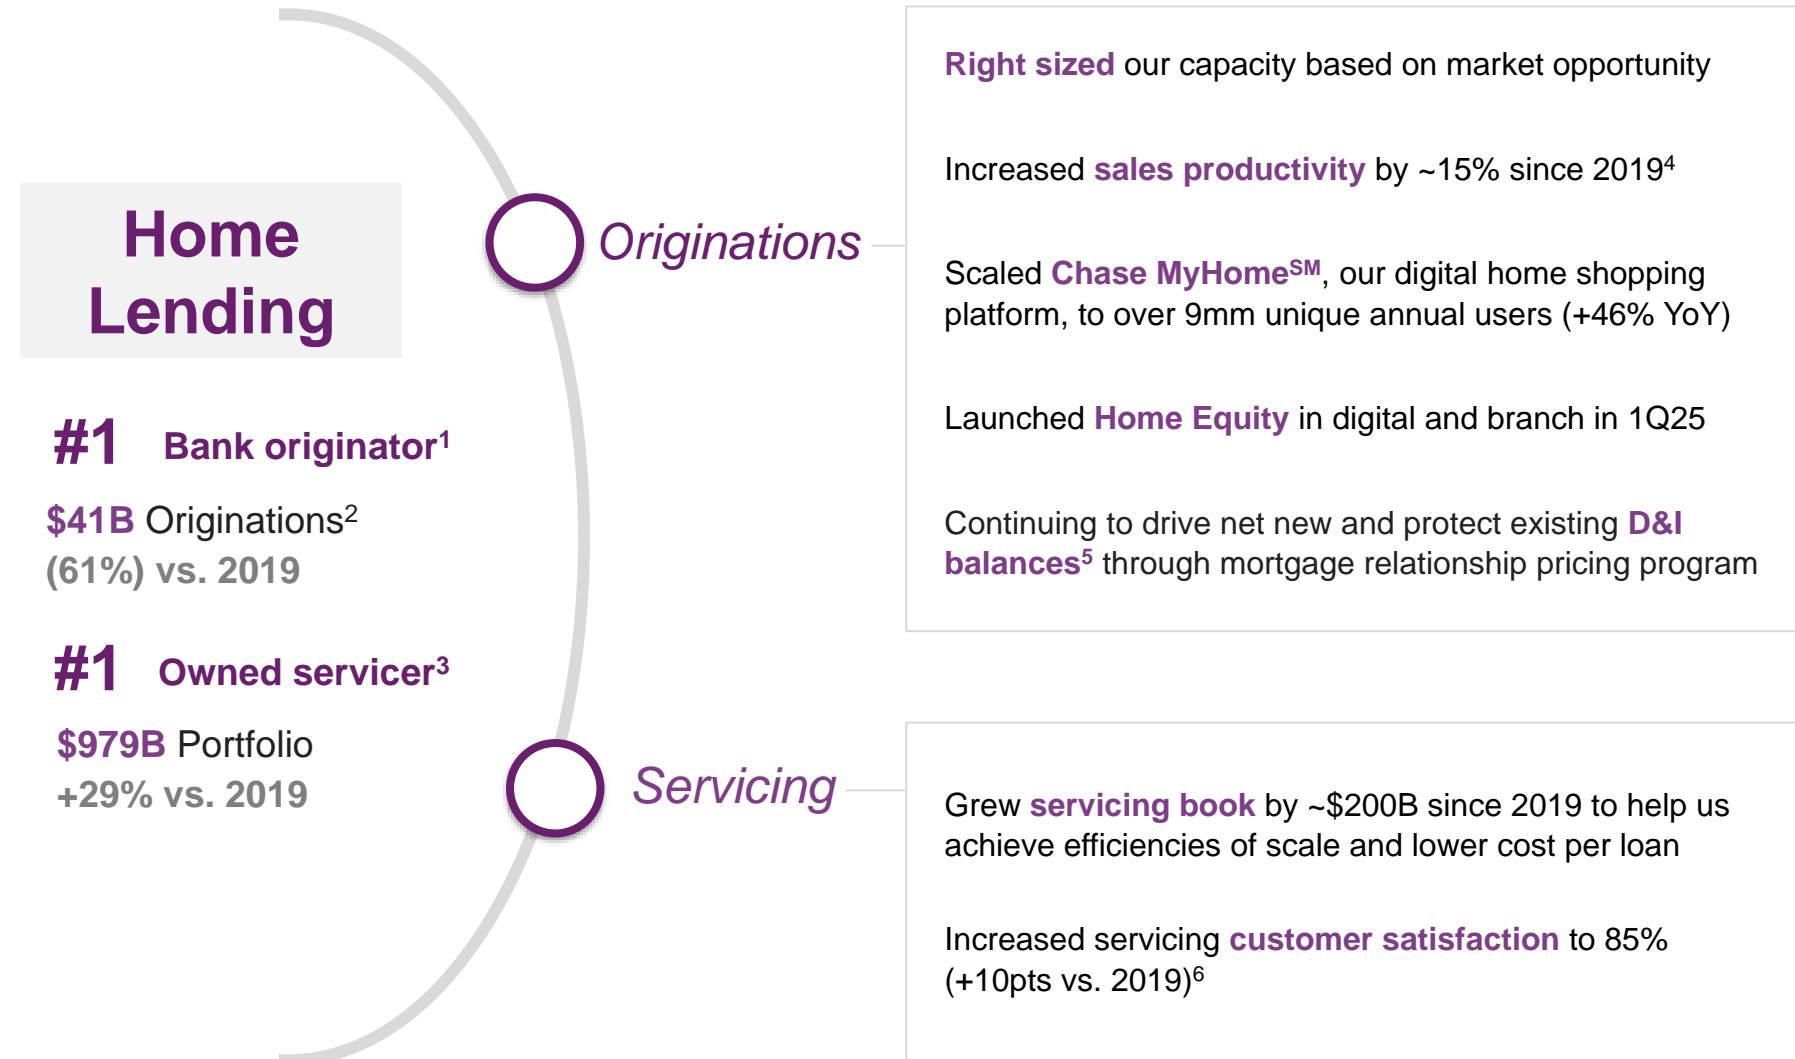 Home
Lending
#1 Bank originator¹
$41B Originations²
(61%) vs. 2019
#1 Owned servicer³
$979B Portfolio
+29% vs. 2019
Originations
Right sized our capacity based on market opportunity
Increased sales productivity by ~15% since 2019⁴
Scaled Chase MyHome℠, our digital home shopping
platform, to over 9mm unique annual users (+46% YoY)
Launched Home Equity in digital and branch in 1Q25
Continuing to drive net new and protect existing D&I
balances⁵ through mortgage relationship pricing program
Servicing
Grew servicing book by ~$200B since 2019 to help us
achieve efficiencies of scale and lower cost per loan
Increased servicing customer satisfaction to 85%
(+10pts vs. 2019)⁶